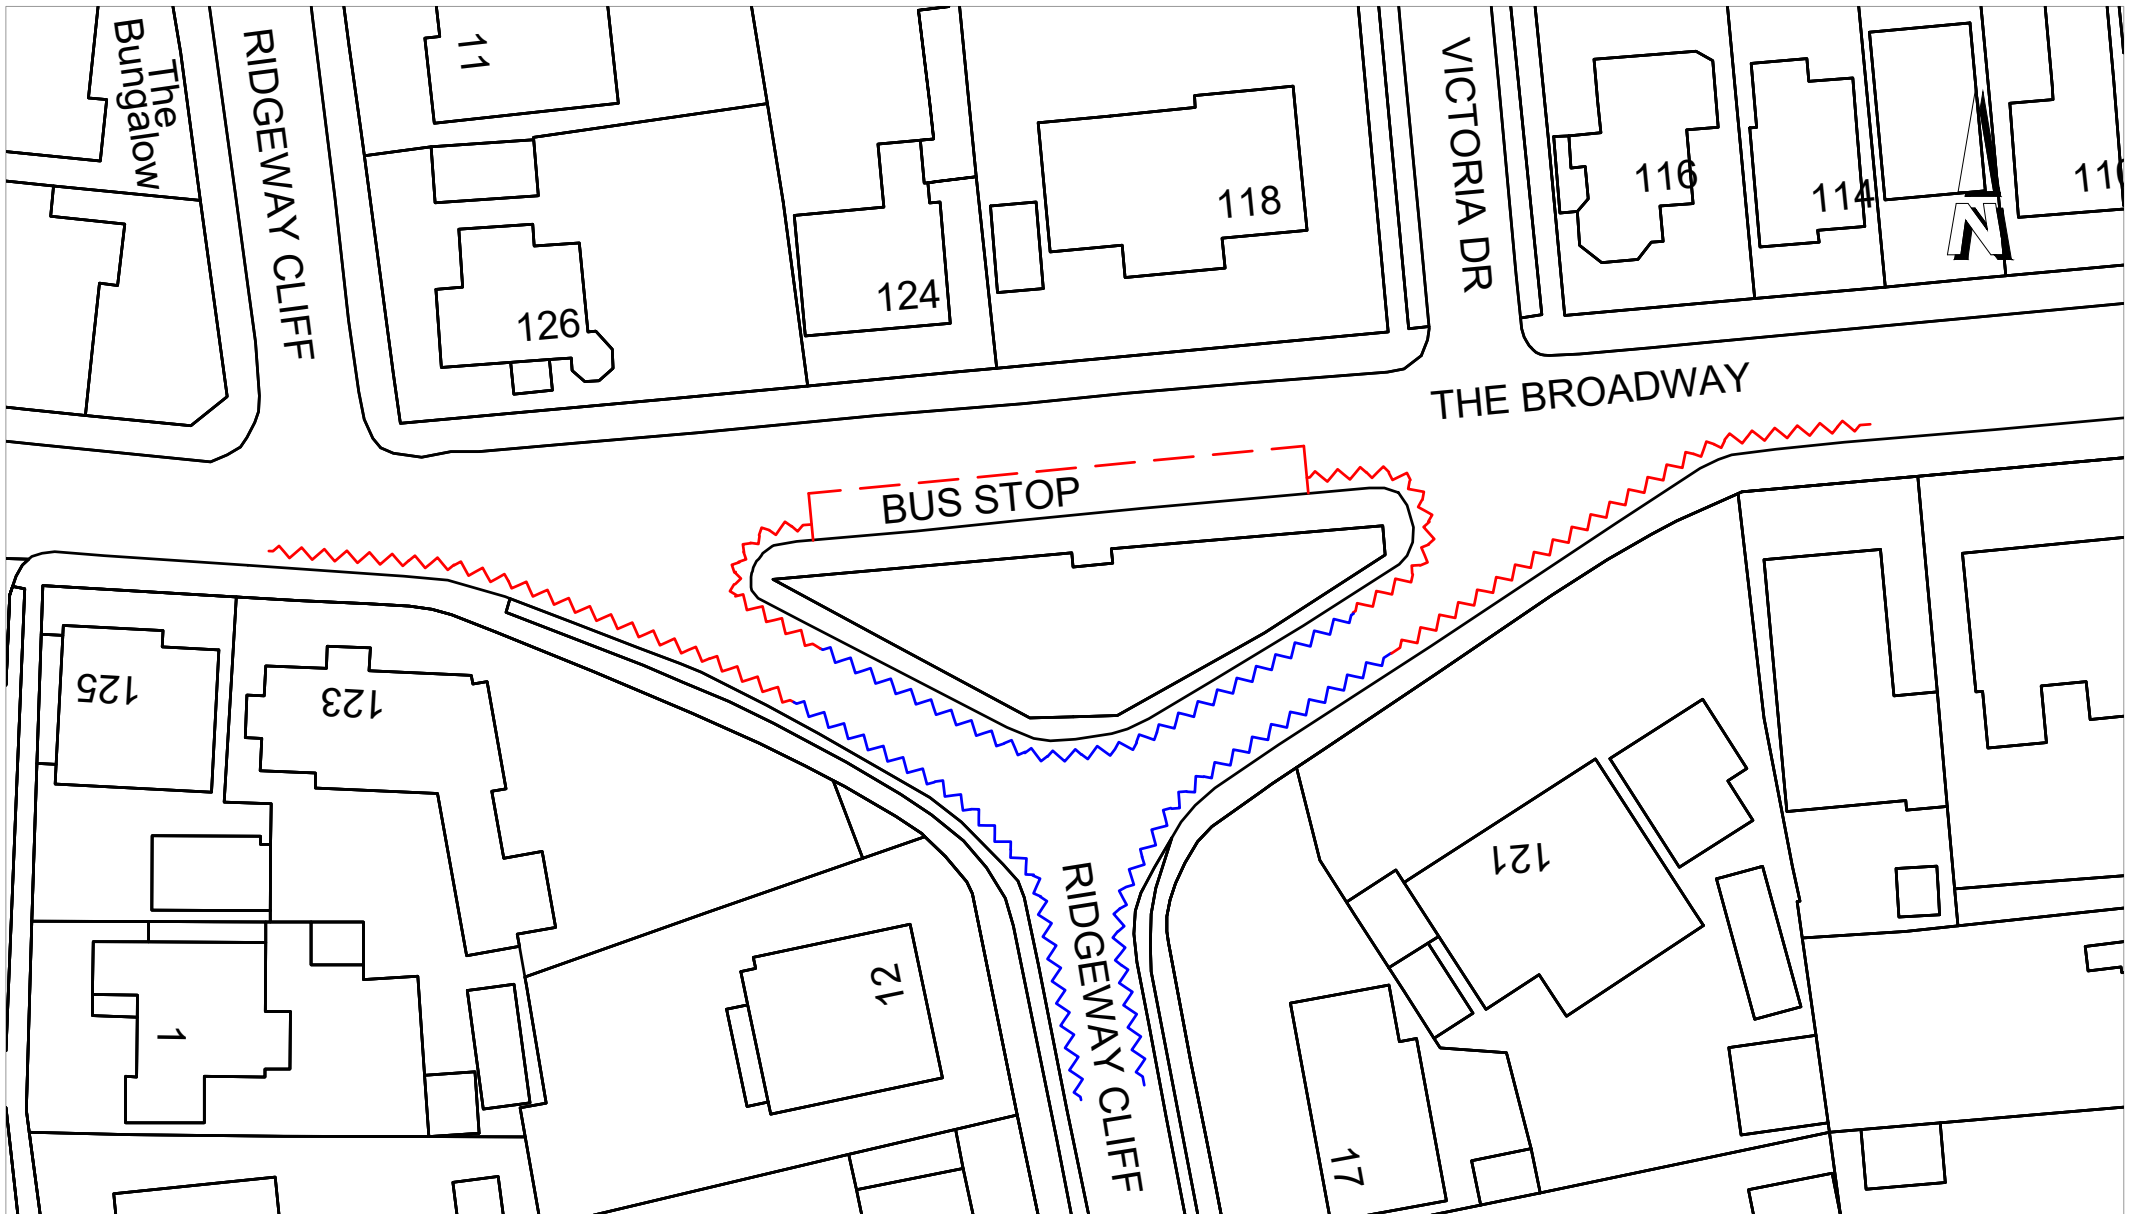 The
Bungalow
RIDGEWAY CLIFF
11
VICTORIA DR
118
116
114
N
124
126
THE BROADWAY
BUS STOP
125
123
121
RIDGEWAY CLIFF
12
1
17